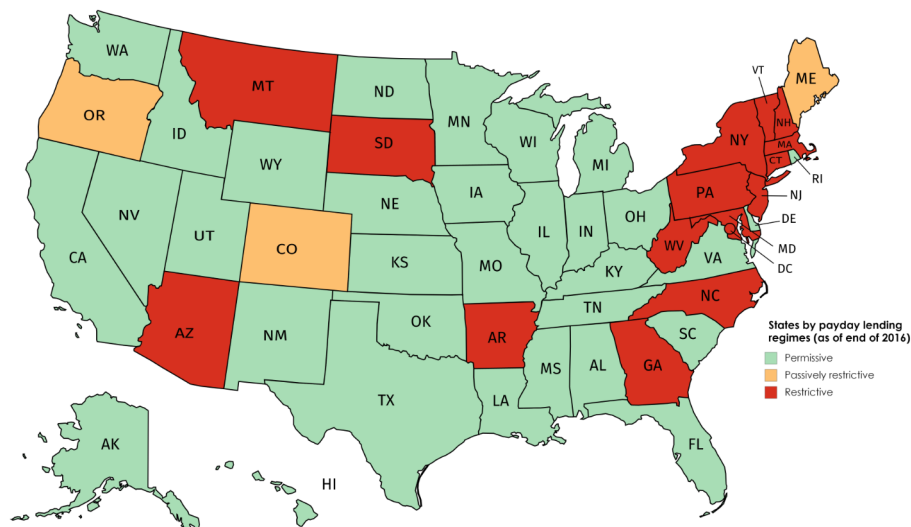 WA
MT
ND
MN
OR
ID
SD
WI
MI
WY
VT
ME
NH
NY
MA
CT
RI
IA
NE
PA
NJ
NV
UT
CO
IL
IN
OH
DE
MD
DC
CA
KS
MO
WV
VA
KY
AZ
NM
OK
AR
TN
NC
SC
MS
AL
GA
TX
LA
FL
AK
HI
States by payday lending
regimes (as of end of 2016)
Permissive
Passively restrictive
Restrictive